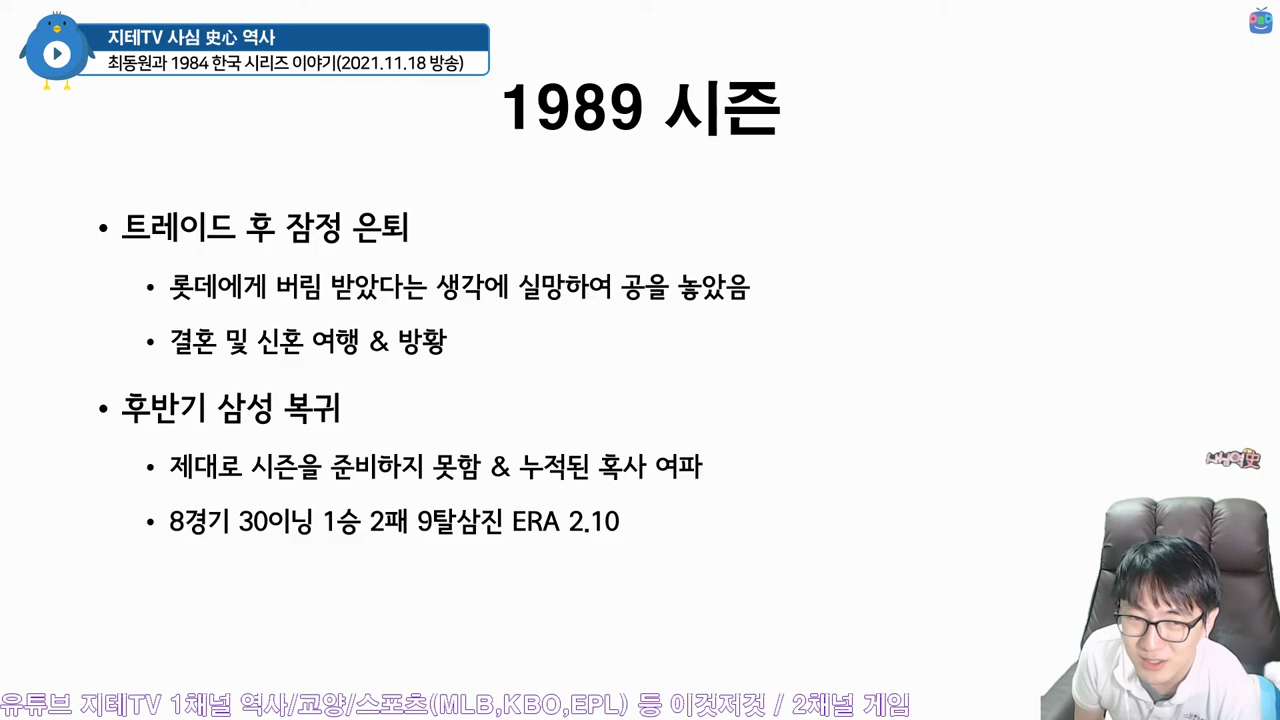 지테TV 사심 史心 역사
최동원과 1984 한국 시리즈 이야기(2021.11.18 방송)
1989 시즌
• 트레이드 후 잠정 은퇴
• 롯데에게 버림 받았다는 생각에 실망하여 공을 놓았음
• 결혼 및 신혼 여행 & 방황
• 후반기 삼성 복귀
• 제대로 시즌을 준비하지 못함 & 누적된 혹사 여파
• 8경기 30이닝 1승 2패 9탈삼진 ERA 2.10
유튜브 지테TV 1채널 역사/교양/스포츠(MLB,KBO,EPL) 등 이것저것 / 2채널 게임